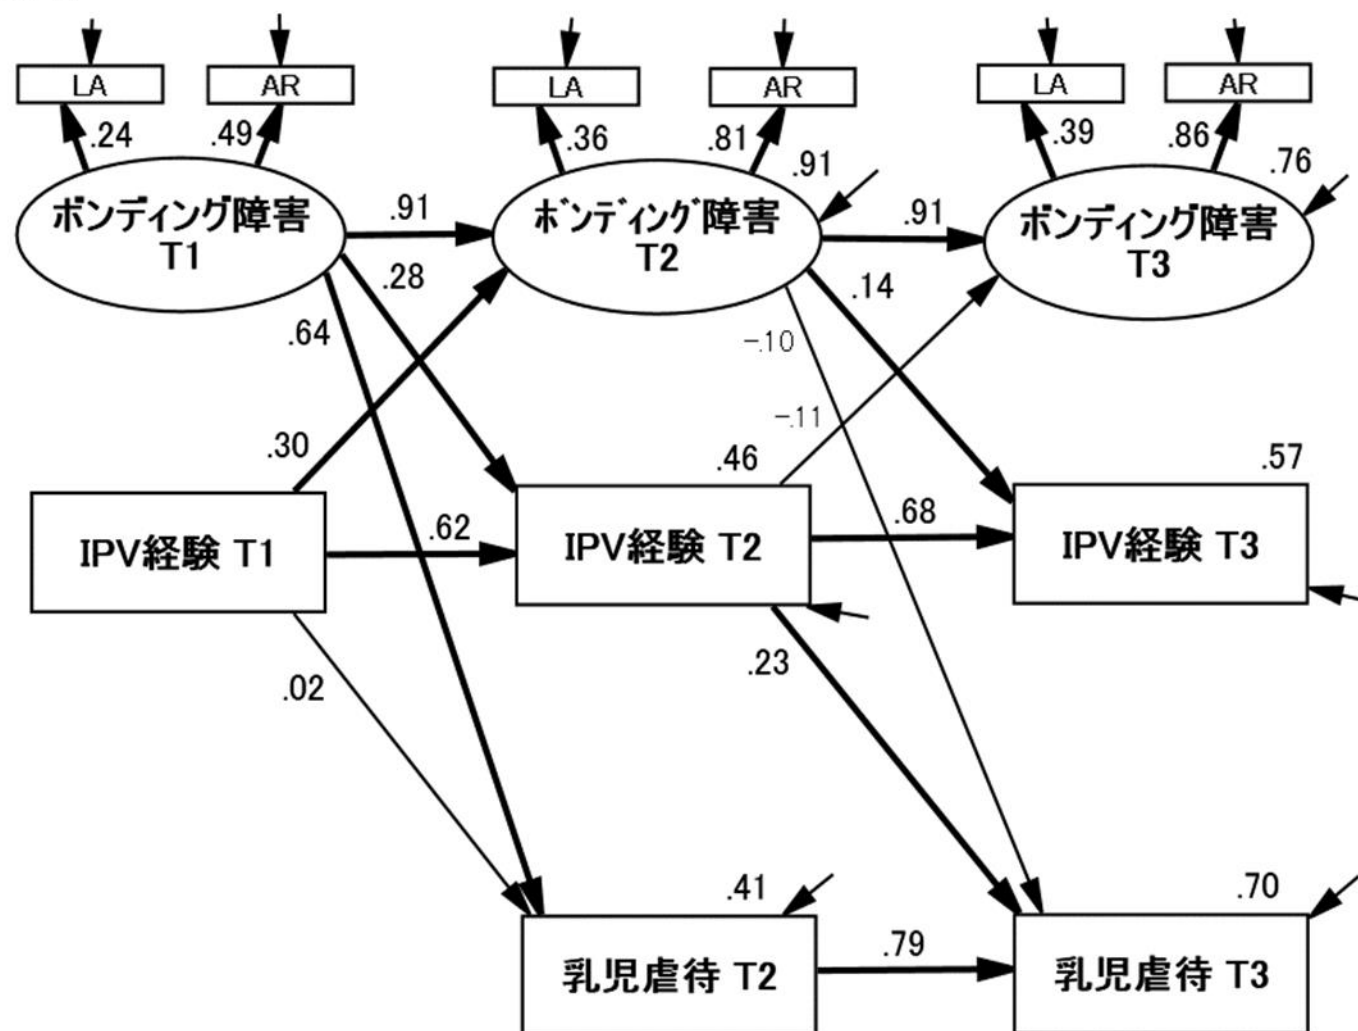 LA
AR
LA
AR
LA
AR
.24
.49
.36
.81
.91
.39
.86
.76
ボンディング障害
T1
.91
ボンディング障害
T2
.91
ボンディング障害
T3
.28
.14
.64
-.10
-.11
.30
.46
.57
IPV経験 T1
.62
IPV経験 T2
.68
IPV経験 T3
.02
.23
.41
.70
乳児虐待 T2
.79
乳児虐待 T3